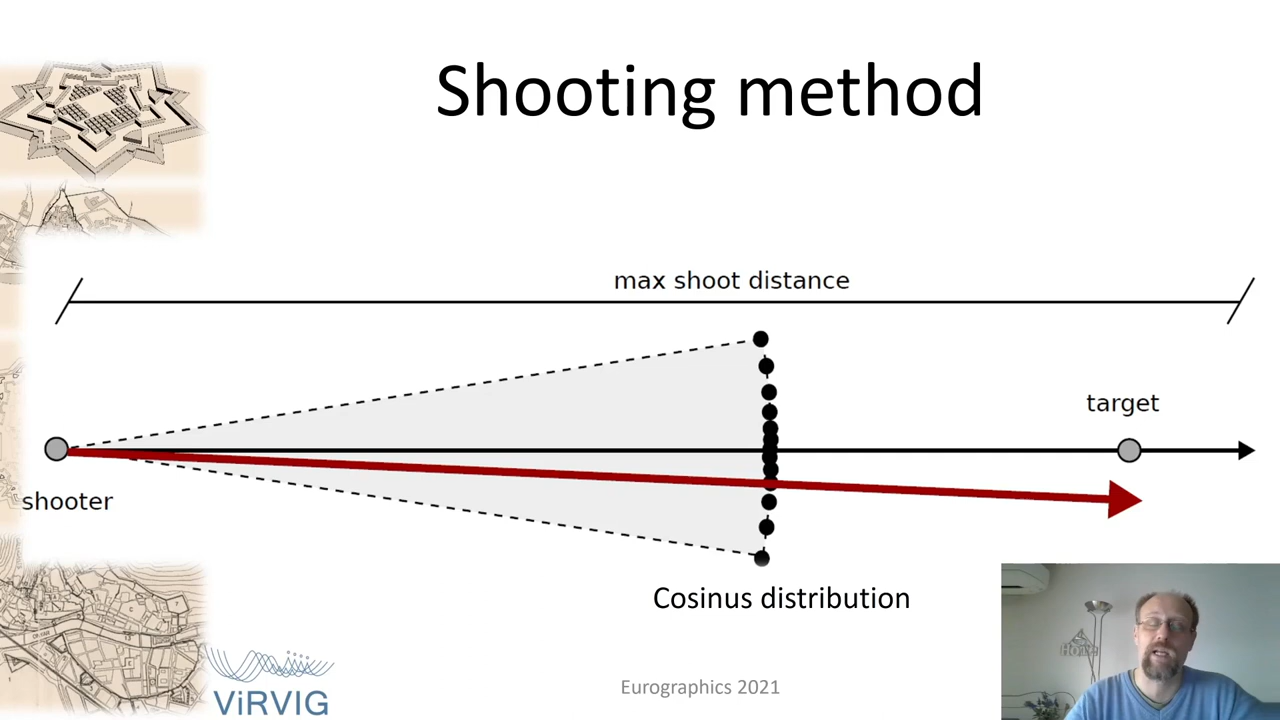 Shooting method
max shoot distance
target
shooter
Cosinus distribution
ViRVIG
Eurographics 2021